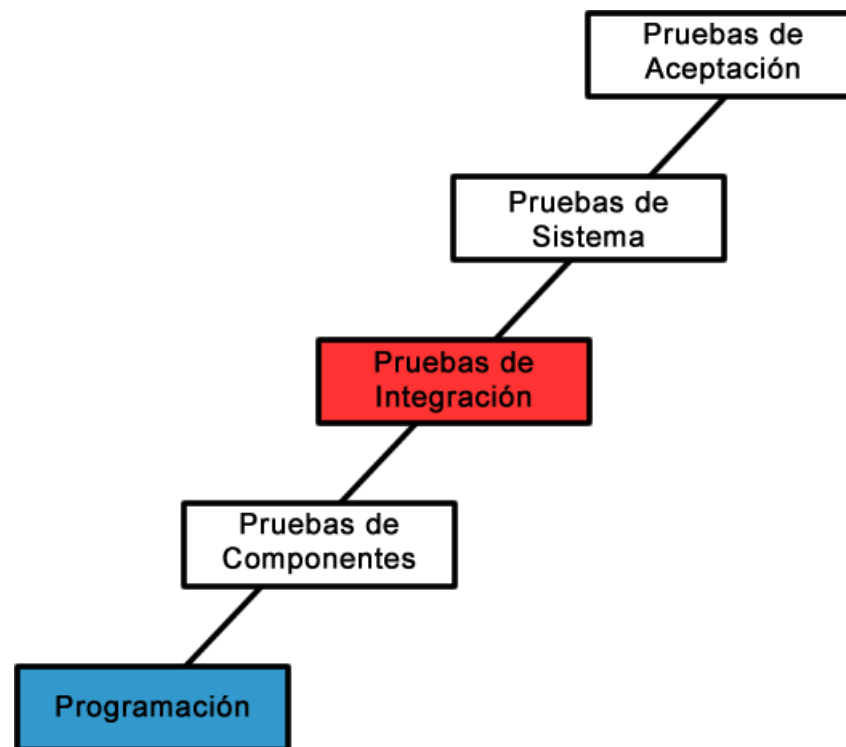 Pruebas de
Aceptación
Pruebas de
Sistema
Pruebas de
Integración
Pruebas de
Componentes
Programación